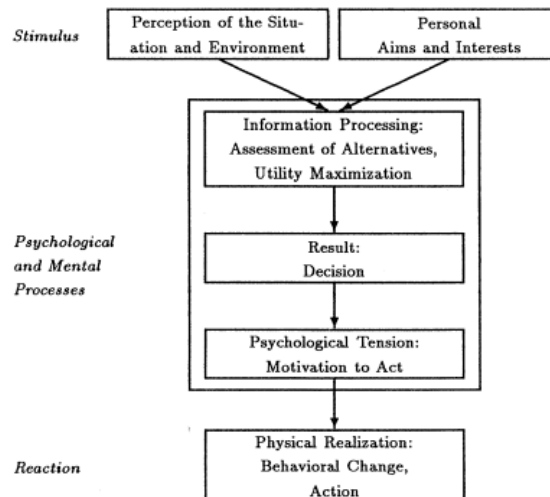 Stimulus
Perception of the Situ-
ation and Environment
Personal
Aims and Interests
Information Processing:
Assessment of Alternatives,
Utility Maximization
Psychological
and Mental
Processes
Result:
Decision
Psychological Tension:
Motivation to Act
Reaction
Physical Realization:
Behavioral Change,
Action